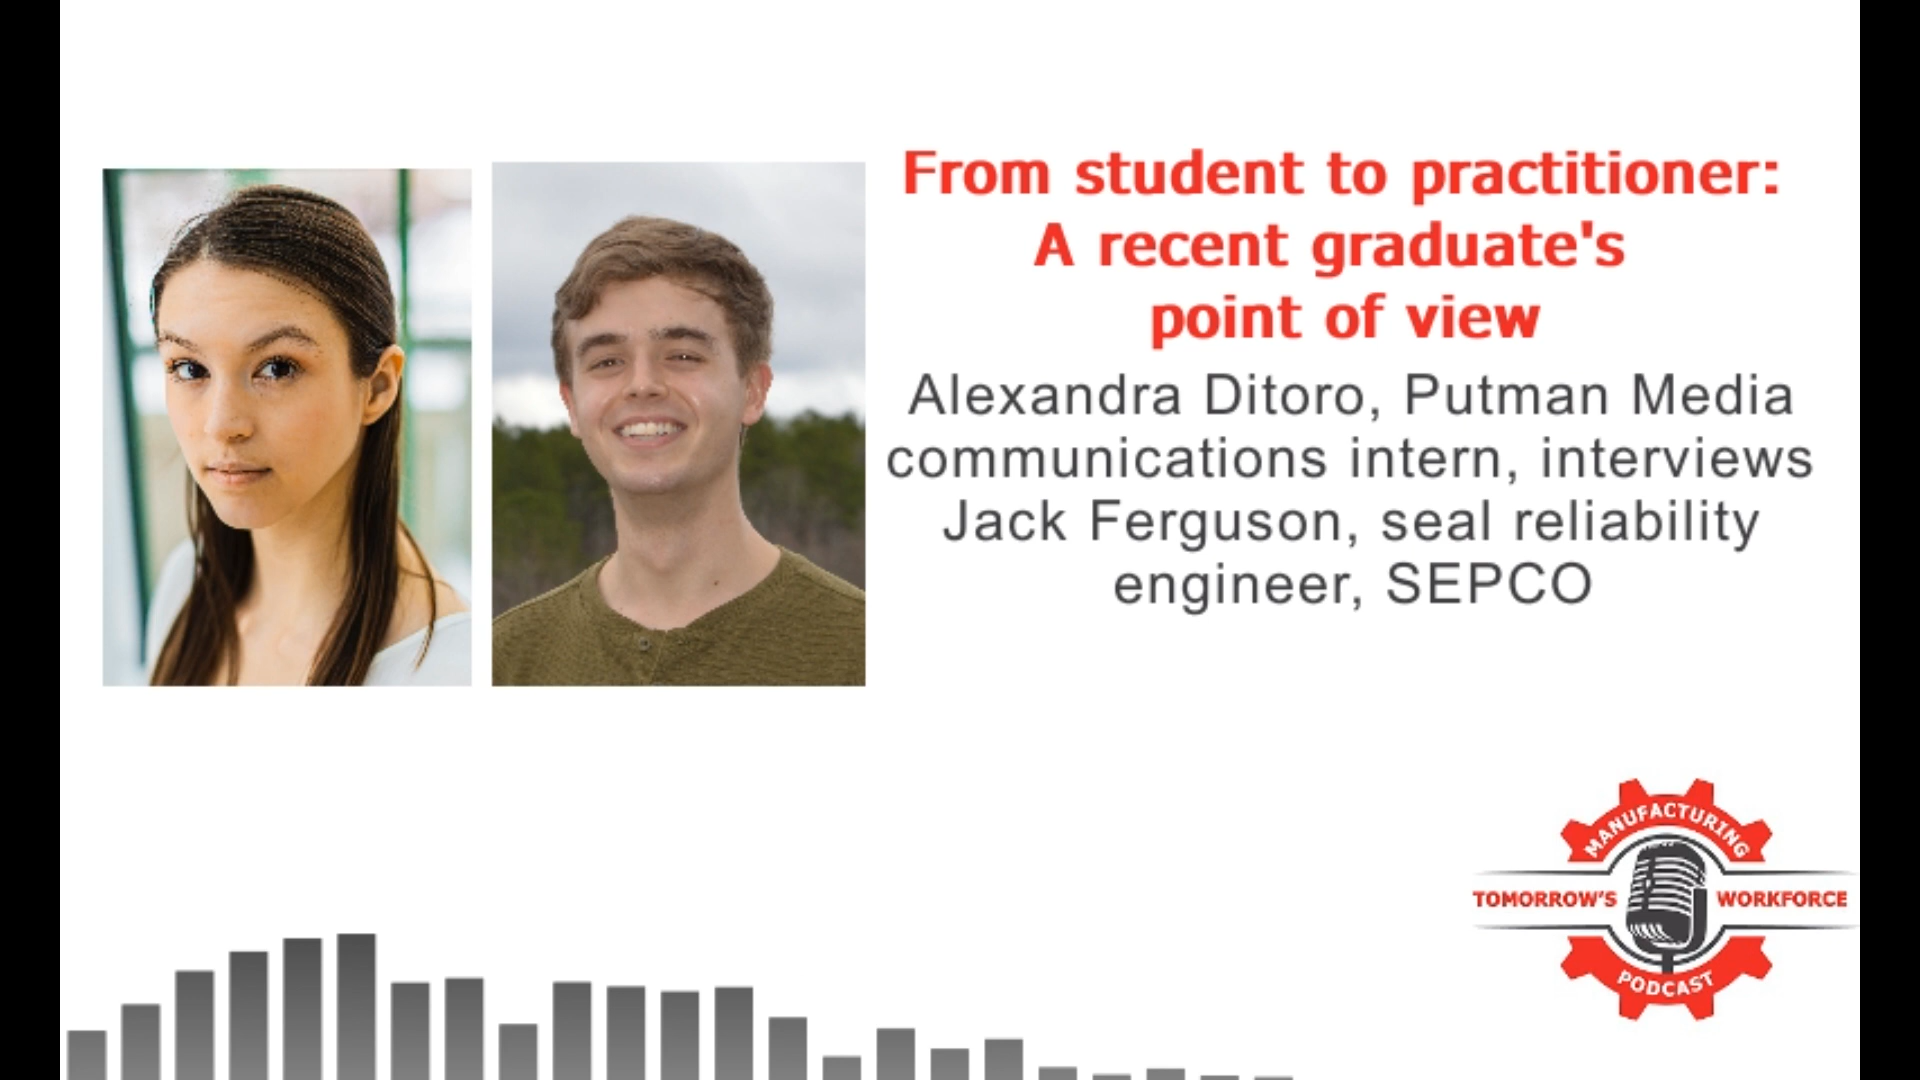 From student to practitioner:
A recent graduate's
point of view
Alexandra Ditoro, Putman Media
communications intern, interviews
Jack Ferguson, seal reliability
engineer, SEPCO
MANUFACTURING
TOMORROW'S WORKFORCE
PODCAST